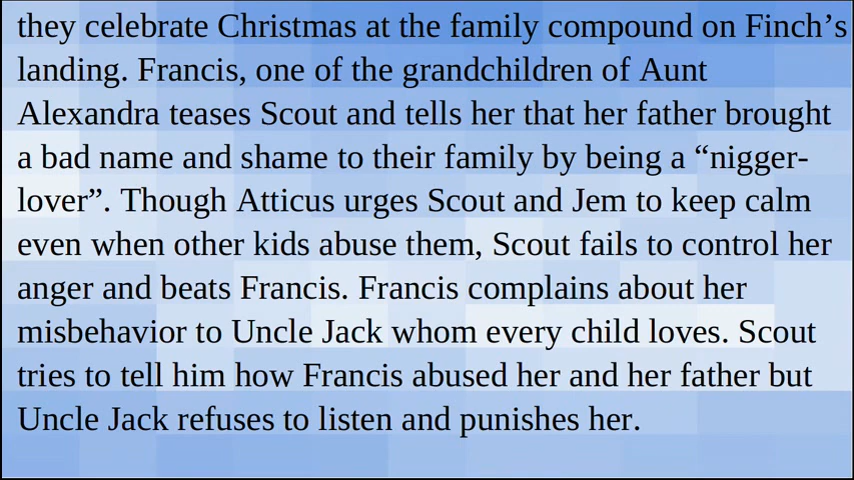 they celebrate Christmas at the family compound on Finch’s
landing. Francis, one of the grandchildren of Aunt
Alexandra teases Scout and tells her that her father brought
a bad name and shame to their family by being a “nigger-
lover”. Though Atticus urges Scout and Jem to keep calm
even when other kids abuse them, Scout fails to control her
anger and beats Francis. Francis complains about her
misbehavior to Uncle Jack whom every child loves. Scout
tries to tell him how Francis abused her and her father but
Uncle Jack refuses to listen and punishes her.